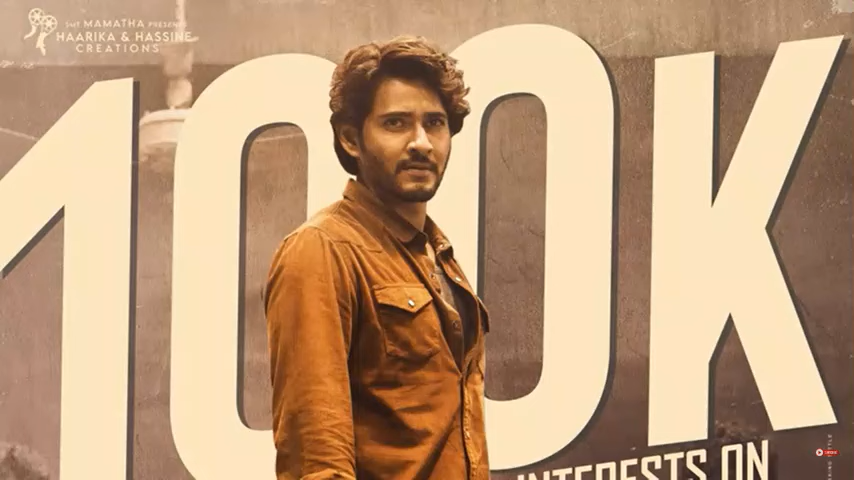 SMT MAMATHA PRESENTS
HAARIKA & HASSINE
CREATIONS
100K
INTERESTS ON